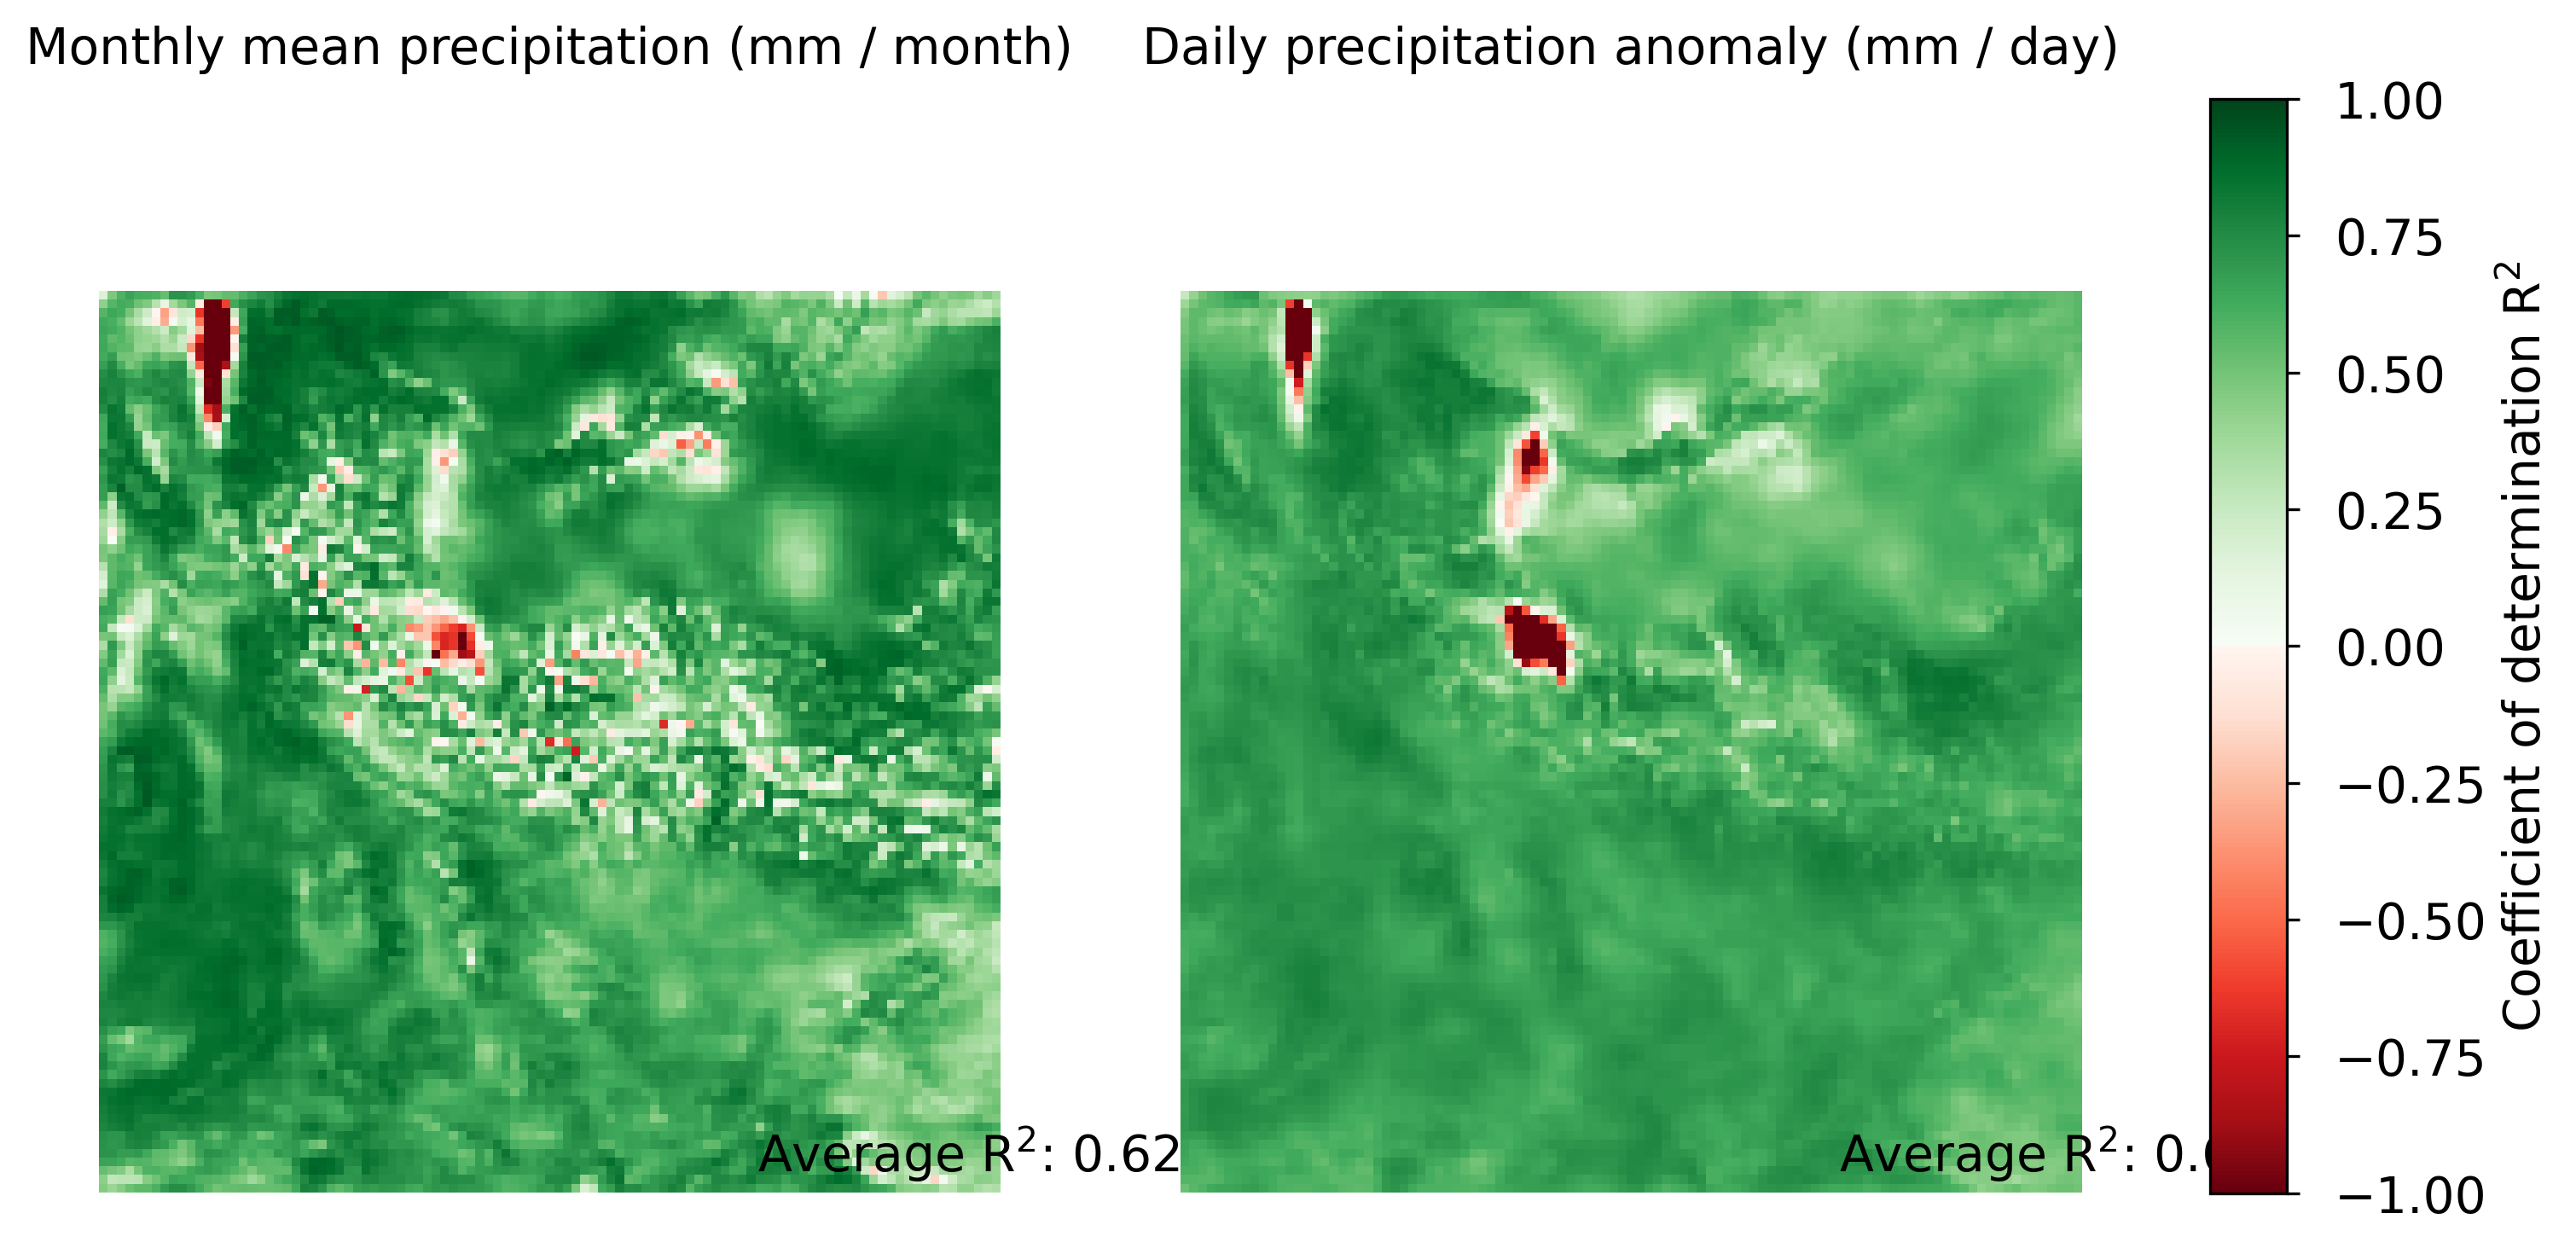 Monthly mean precipitation (mm / month)
Daily precipitation anomaly (mm / day)
Average R²: 0.62
Average R²:
1.00
0.75
0.50
0.25
0.00
−0.25
−0.50
−0.75
−1.00
Coefficient of determination R²